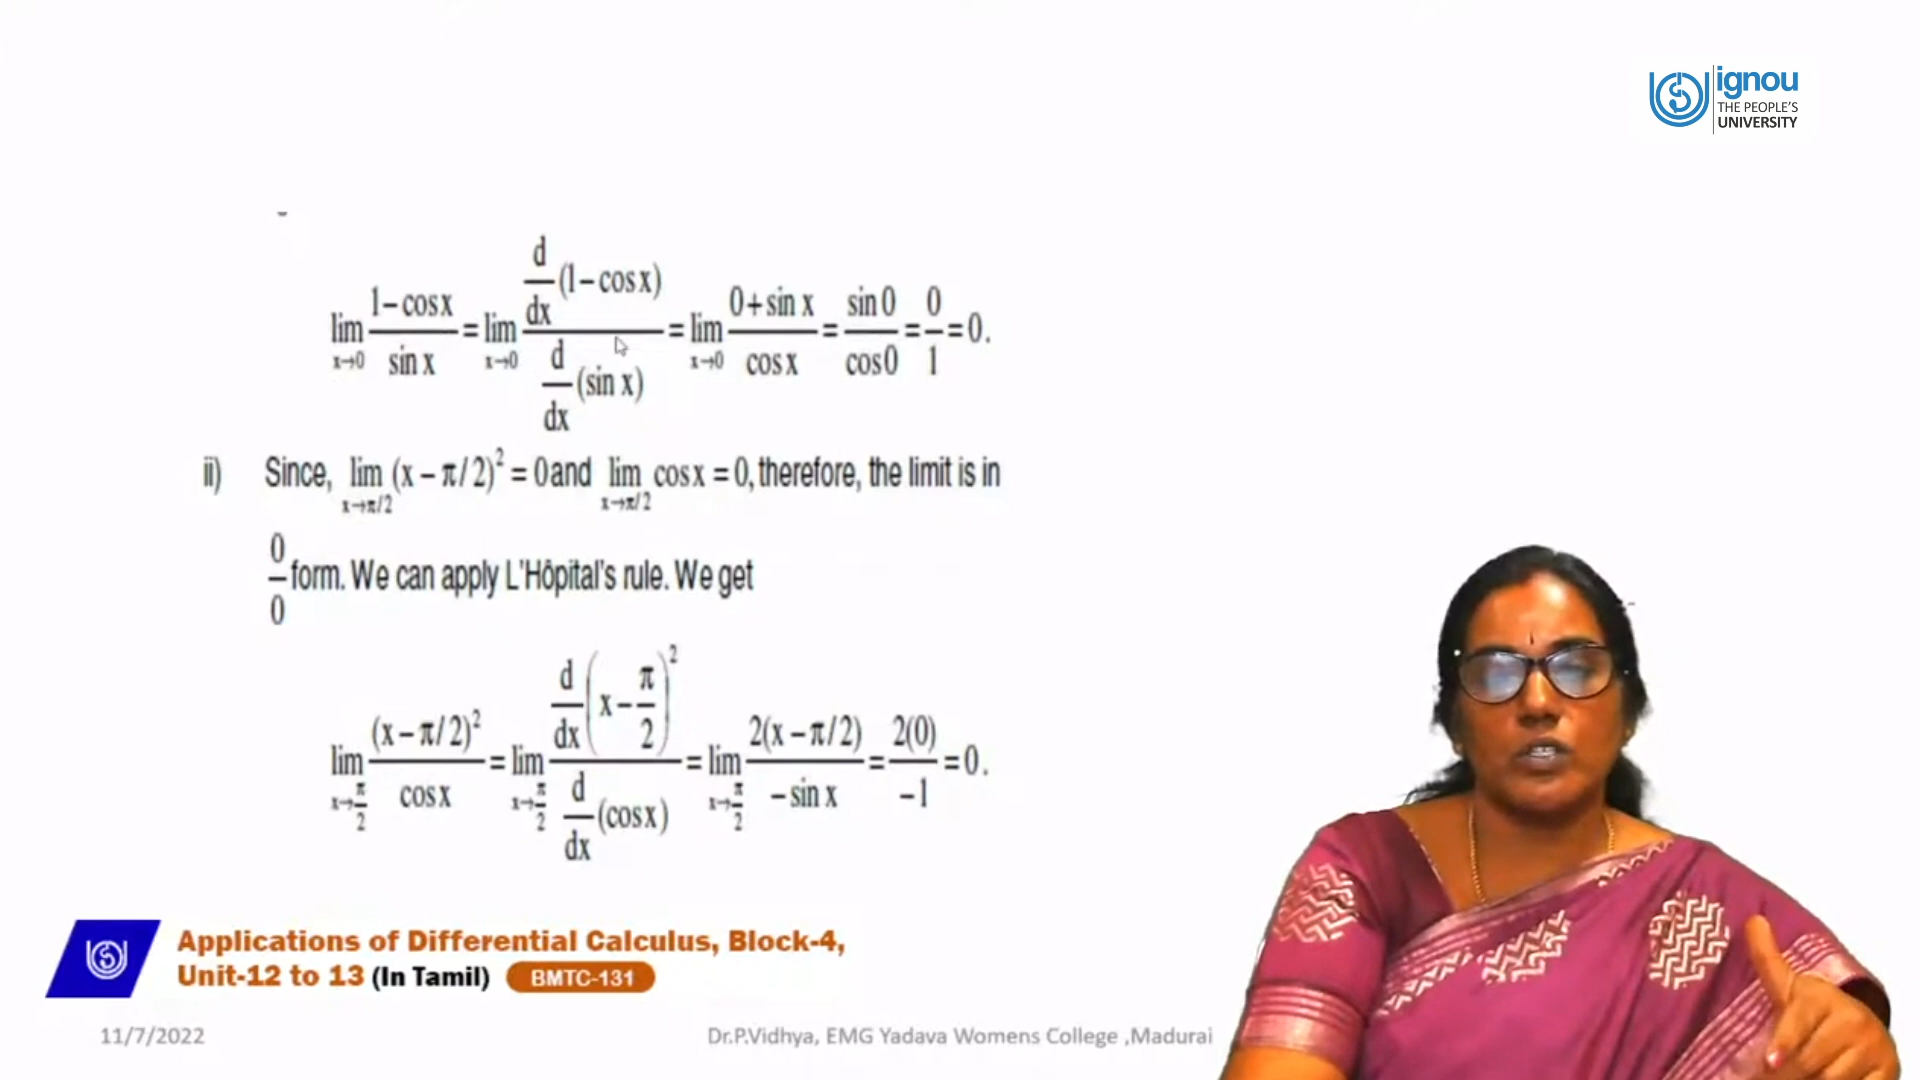 ignou
THE PEOPLE'S
UNIVERSITY
lim x→0 (1−cos x)/(sin x) = lim x→0 (d/dx (1−cos x))/(d/dx (sin x)) = lim x→0 (0+sin x)/(cos x) = (sin 0)/(cos 0) = 0/1 = 0.
ii) Since, lim x→π/2 (x − π/2)² = 0 and lim x→π/2 cos x = 0, therefore, the limit is in
0/0 form. We can apply L'Hôpital's rule. We get
lim x→π/2 (x − π/2)²/(cos x) = lim x→π/2 (d/dx (x − π/2)²)/(d/dx (cos x)) = lim x→π/2 2(x − π/2)/(−sin x) = 2(0)/(−1) = 0.
Applications of Differential Calculus, Block-4,
Unit-12 to 13 (In Tamil) BMTC-131
11/7/2022 Dr.P.Vidhya, EMG Yadava Womens College ,Madurai